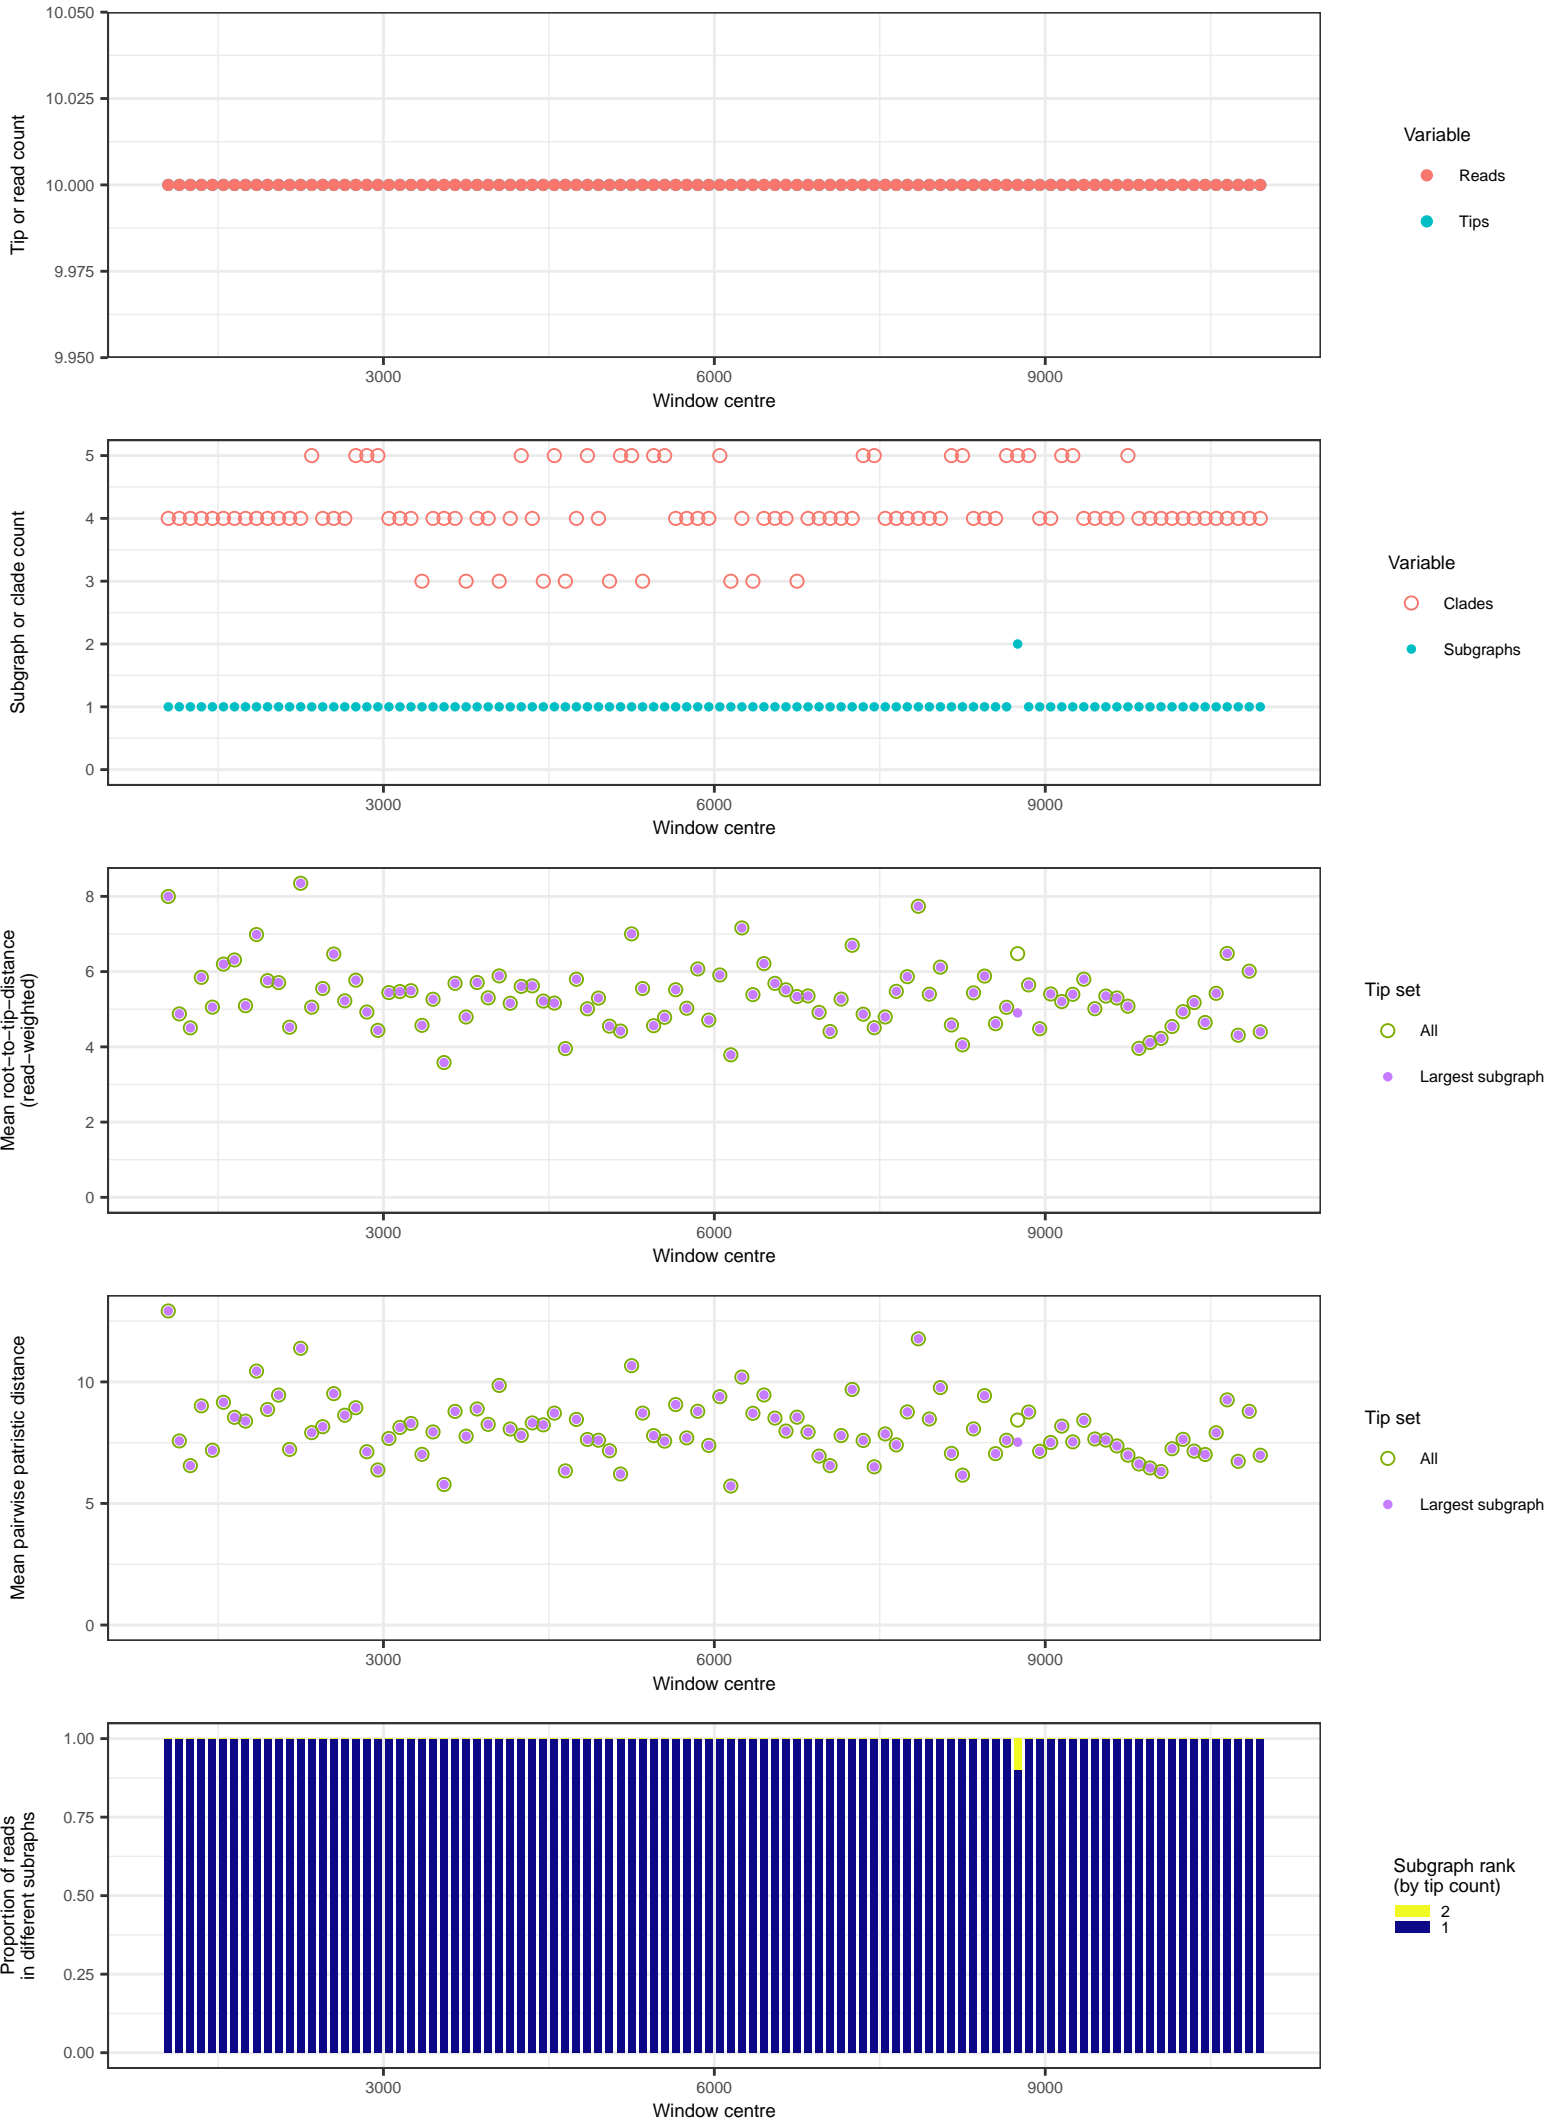 10.050
10.025
10.000
9.975
9.950
Tip or read count
3000
6000
9000
Window centre
Variable
Reads
Tips
5
4
3
2
1
0
Subgraph or clade count
3000
6000
9000
Window centre
Variable
Clades
Subgraphs
8
6
4
2
0
Mean root−to−tip−distance
(read−weighted)
3000
6000
9000
Window centre
Tip set
All
Largest subgraph
10
5
0
Mean pairwise patristic distance
3000
6000
9000
Window centre
Tip set
All
Largest subgraph
1.00
0.75
0.50
0.25
0.00
Proportion of reads
in different subraphs
3000
6000
9000
Window centre
Subgraph rank
(by tip count)
2
1